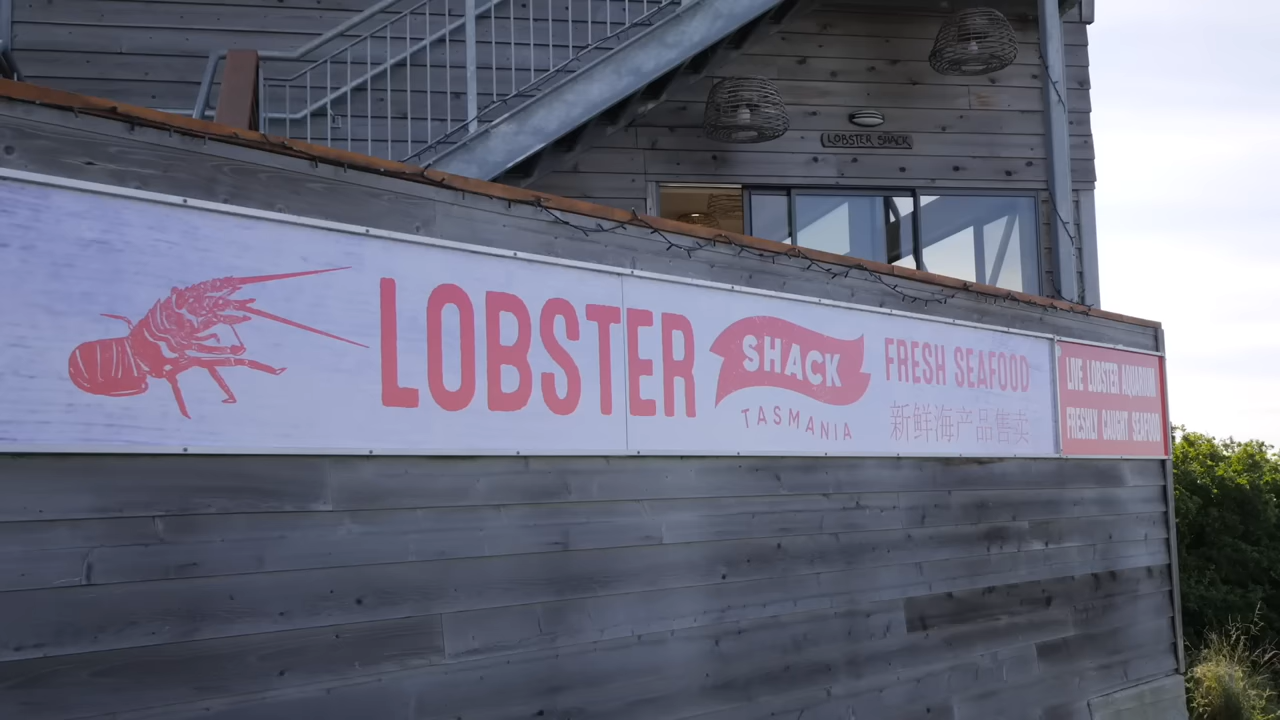 LOBSTER SHACK
LOBSTER
SHACK
TASMANIA
FRESH SEAFOOD
新鲜海产品售卖
LIVE LOBSTER AQUARIUM
FRESHLY CAUGHT SEAFOOD